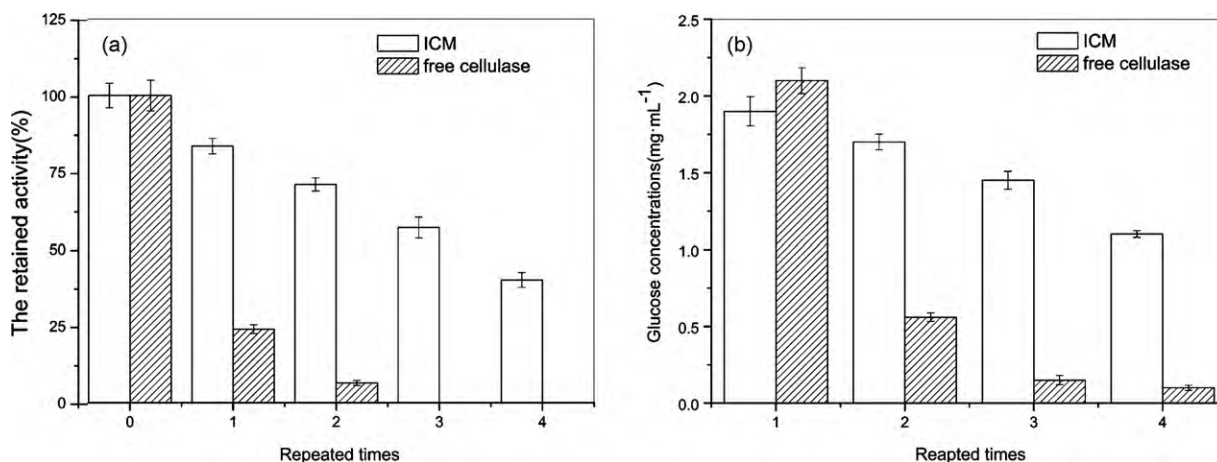 (a)
ICM
free cellulase
125
100
75
50
25
0
The retained activity(%)
0 1 2 3 4
Repeated times
(b)
ICM
free cellulase
2.5
2.0
1.5
1.0
0.5
0.0
Glucose concentrations(mg·mL⁻¹)
1 2 3 4
Reapted times